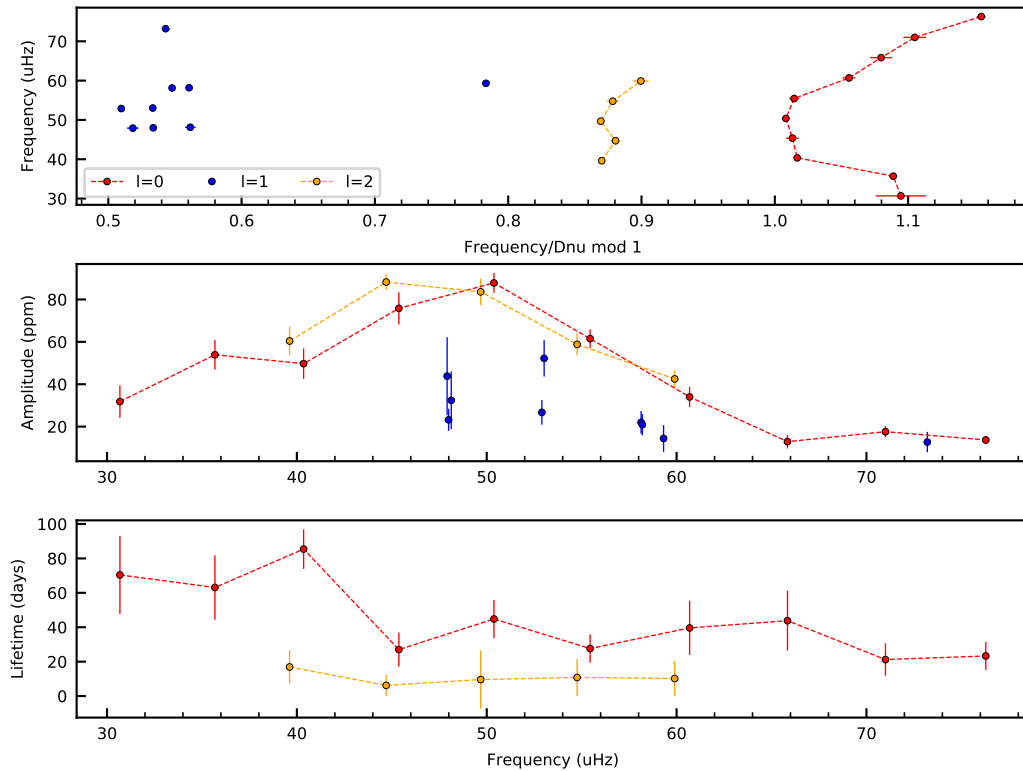 Frequency (uHz)
70
60
50
40
30
l=0 l=1 l=2
0.5 0.6 0.7 0.8 0.9 1.0 1.1
Frequency/Dnu mod 1
Amplitude (ppm)
80
60
40
20
30 40 50 60 70
Lifetime (days)
100
80
60
40
20
0
30 40 50 60 70
Frequency (uHz)